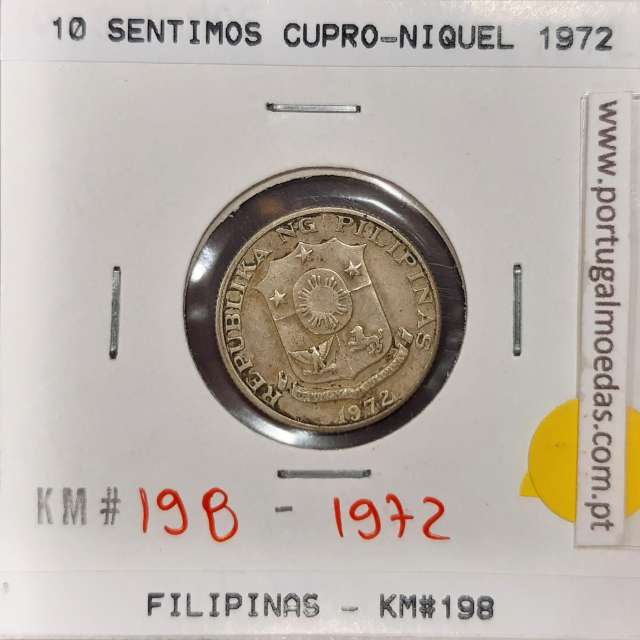 10 SENTIMOS CUPRO-NIQUEL 1972
www.portugalmoedas.com.pt
REPUBLIKA NG PILIPINAS
1972
KM# 198 - 1972
FILIPINAS - KM#198